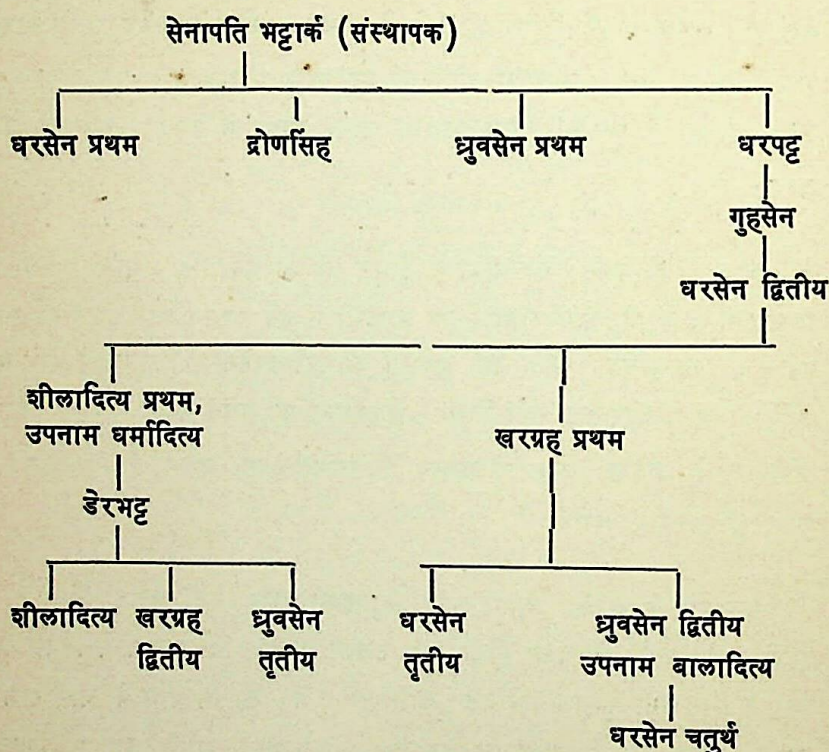 सेनापति भट्टार्क (संस्थापक)
धरसेन प्रथम द्रोणसिंह ध्रुवसेन प्रथम धरपट्ट
गुहसेन
धरसेन द्वितीय
शीलादित्य प्रथम,
उपनाम धर्मादित्य
खरग्रह प्रथम
डेरभट्ट
शीलादित्य खरग्रह ध्रुवसेन धरसेन ध्रुवसेन द्वितीय
द्वितीय तृतीय तृतीय उपनाम बालादित्य
धरसेन चतुर्थ